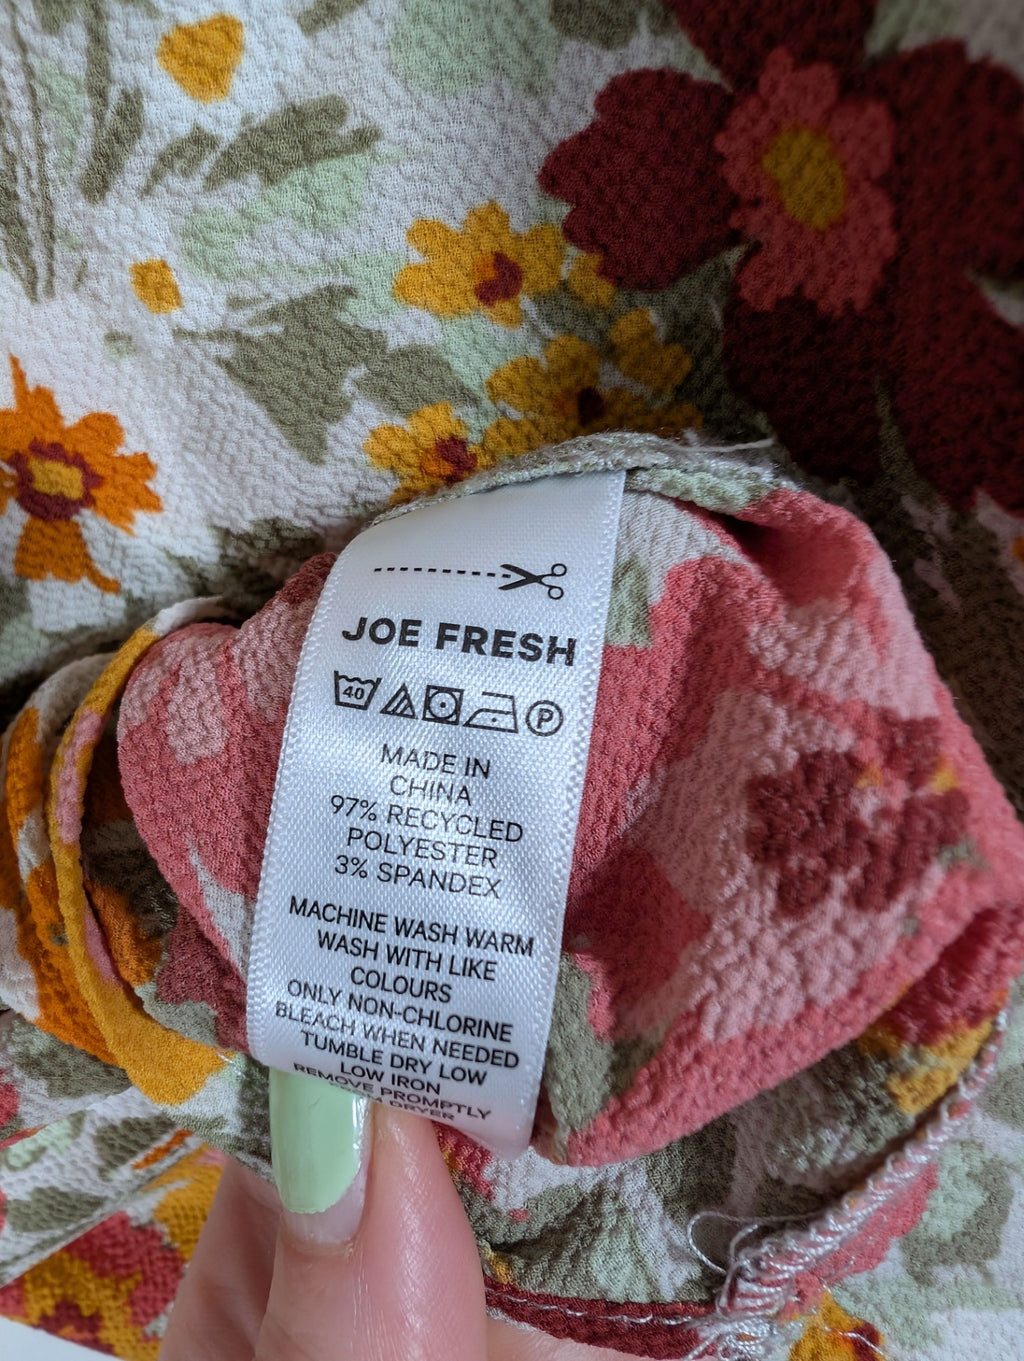 JOE FRESH
40
P
MADE IN
CHINA
97% RECYCLED
POLYESTER
3% SPANDEX
MACHINE WASH WARM
WASH WITH LIKE
COLOURS
ONLY NON-CHLORINE
BLEACH WHEN NEEDED
TUMBLE DRY LOW
LOW IRON
REMOVE PROMPTLY
DRYER